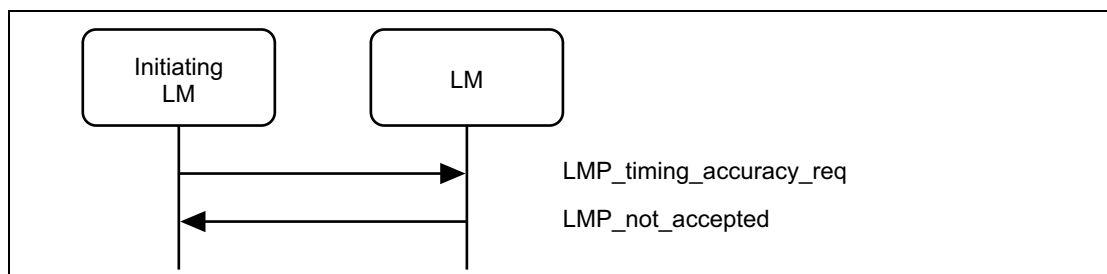 Initiating
LM
LM
LMP_timing_accuracy_req
LMP_not_accepted